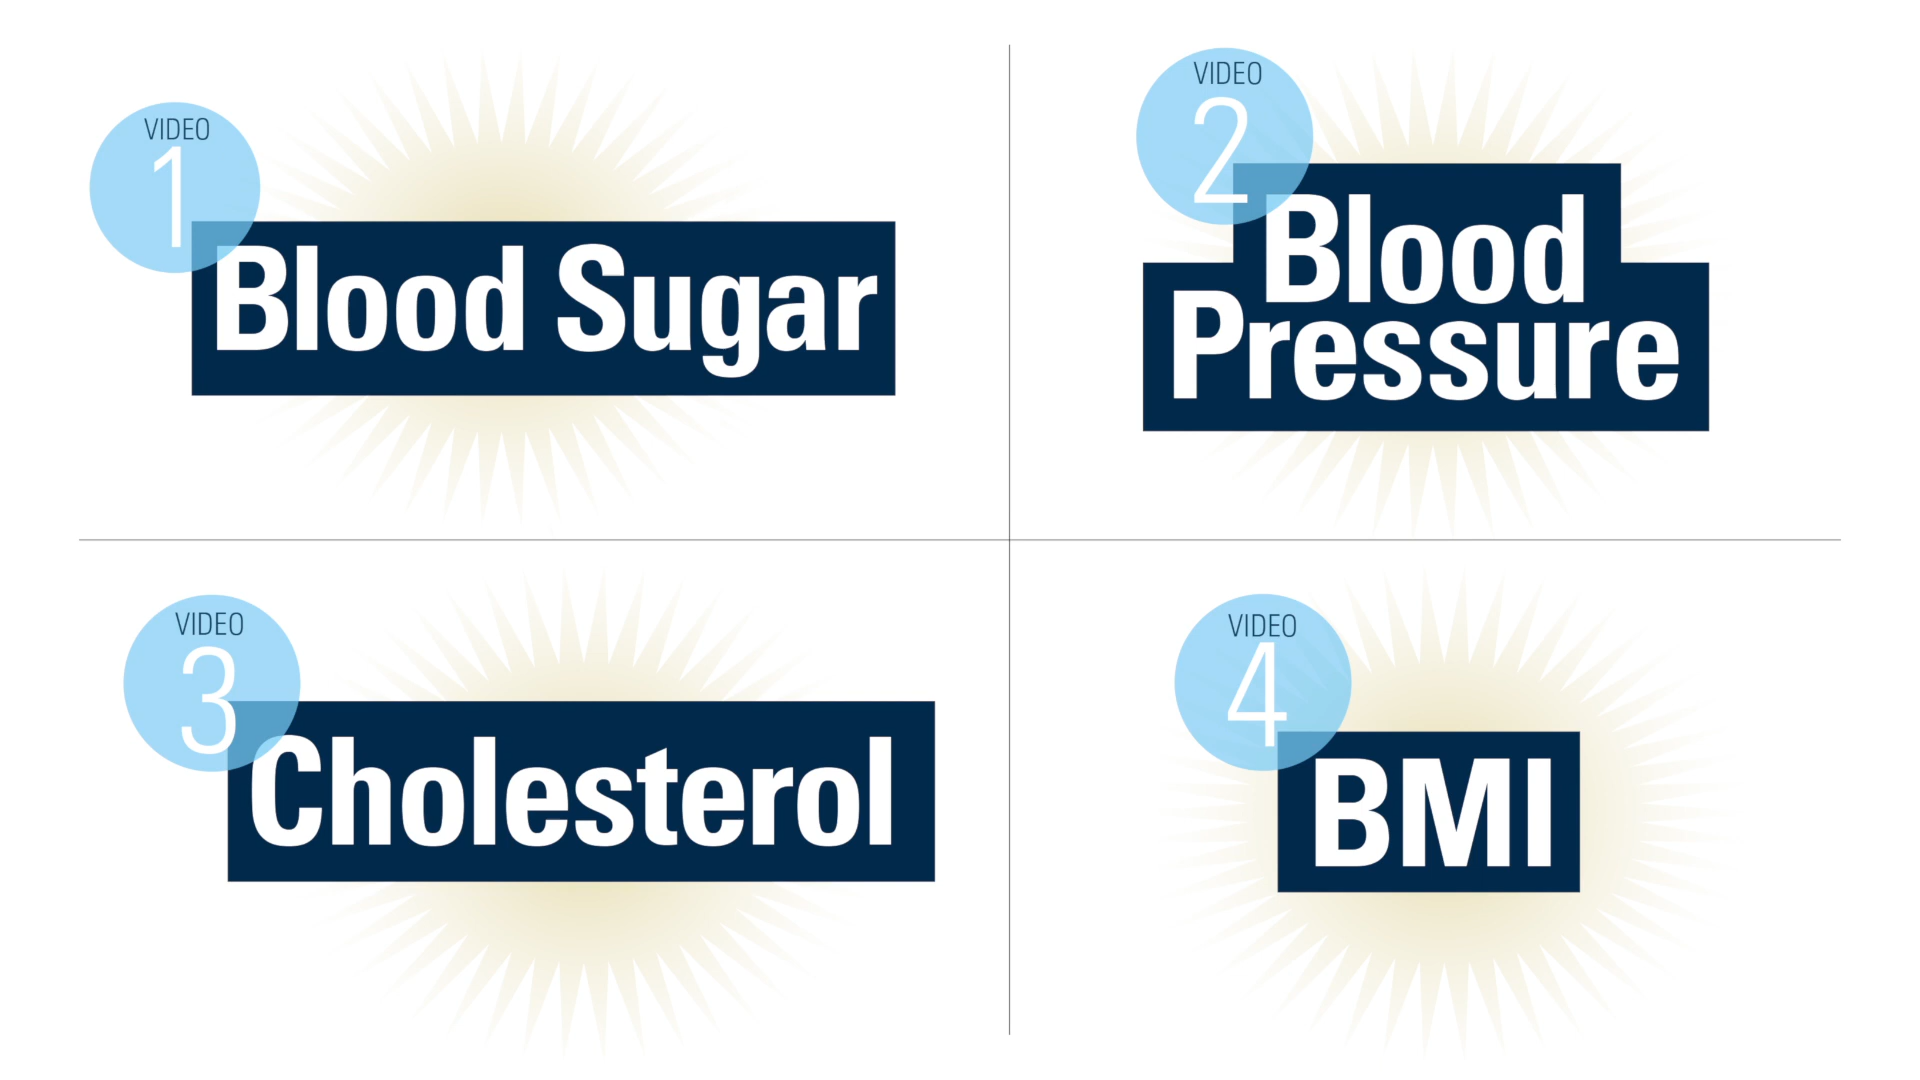 VIDEO
1
Blood Sugar
VIDEO
2
Blood
Pressure
VIDEO
3
Cholesterol
VIDEO
4
BMI